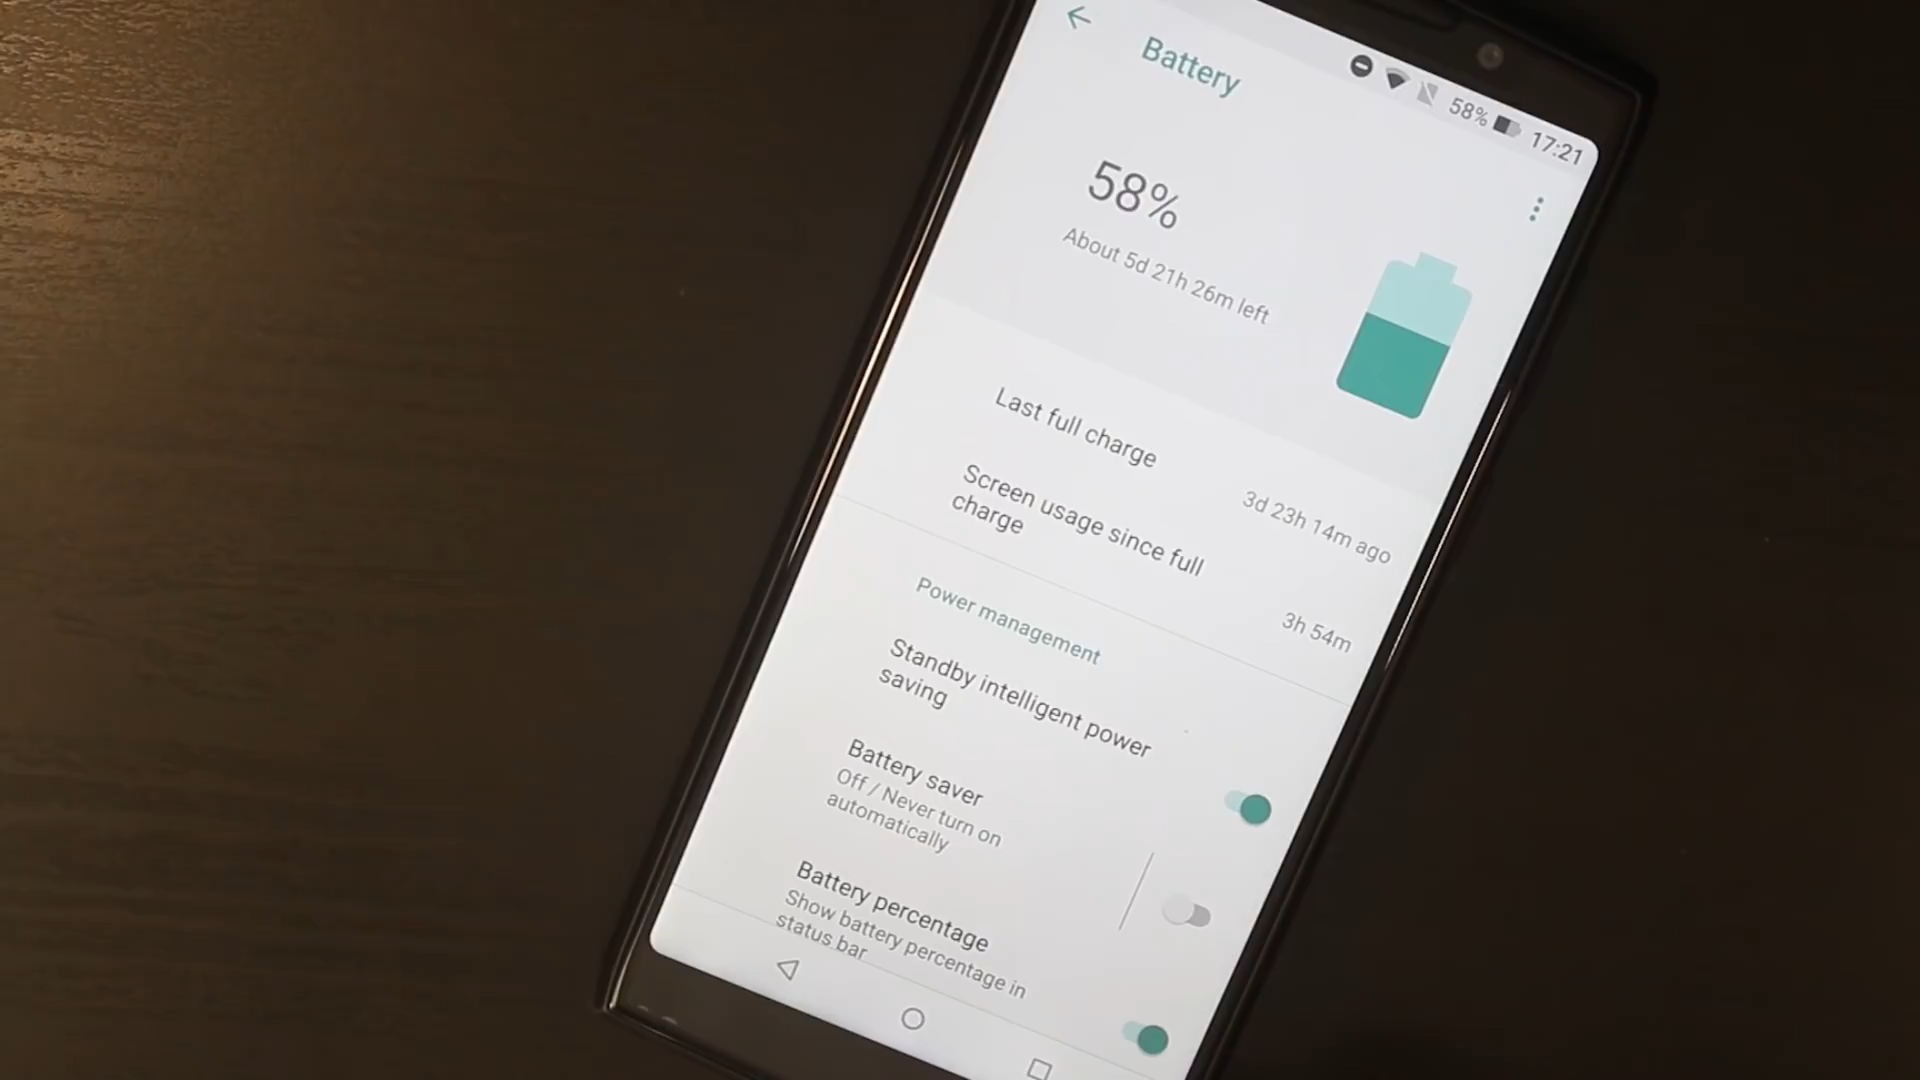 58% 17:21
Battery
58%
About 5d 21h 26m left
Last full charge
3d 23h 14m ago
Screen usage since full
charge
3h 54m
Power management
Standby intelligent power
saving
Battery saver
Off / Never turn on
automatically
Battery percentage
Show battery percentage in
status bar